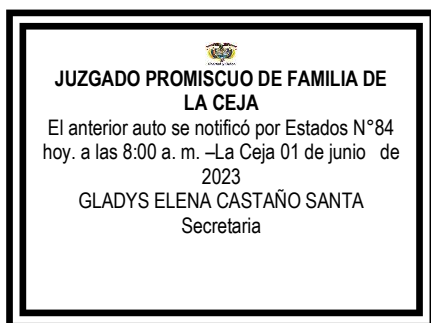 JUZGADO PROMISCUO DE FAMILIA DE
LA CEJA
El anterior auto se notificó por Estados N°84
hoy. a las 8:00 a. m. –La Ceja 01 de junio de
2023
GLADYS ELENA CASTAÑO SANTA
Secretaria